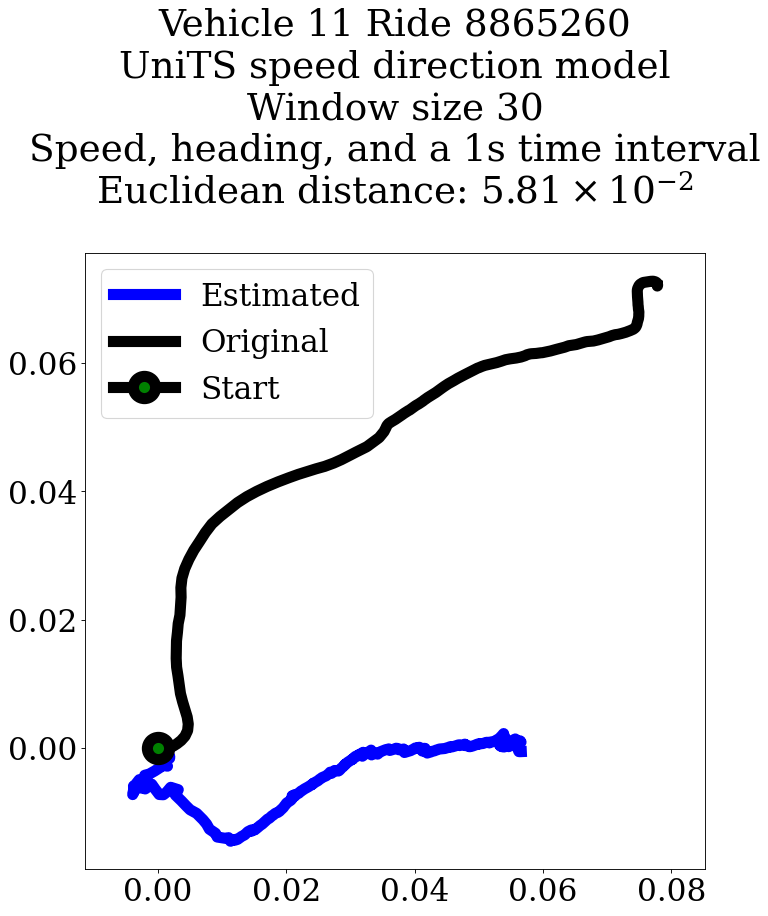 Vehicle 11 Ride 8865260
UniTS speed direction model
Window size 30
Speed, heading, and a 1s time interval
Euclidean distance: 5.81 × 10⁻²
Estimated
Original
Start
0.06
0.04
0.02
0.00
0.00 0.02 0.04 0.06 0.08